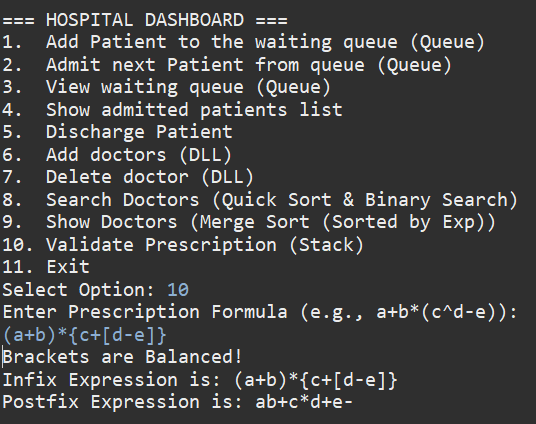 === HOSPITAL DASHBOARD ===
1.  Add Patient to the waiting queue (Queue)
2.  Admit next Patient from queue (Queue)
3.  View waiting queue (Queue)
4.  Show admitted patients list
5.  Discharge Patient
6.  Add doctors (DLL)
7.  Delete doctor (DLL)
8.  Search Doctors (Quick Sort & Binary Search)
9.  Show Doctors (Merge Sort (Sorted by Exp))
10. Validate Prescription (Stack)
11. Exit
Select Option: 10
Enter Prescription Formula (e.g., a+b*(c^d-e)):
(a+b)*{c+[d-e]}
Brackets are Balanced!
Infix Expression is: (a+b)*{c+[d-e]}
Postfix Expression is: ab+c*d+e-